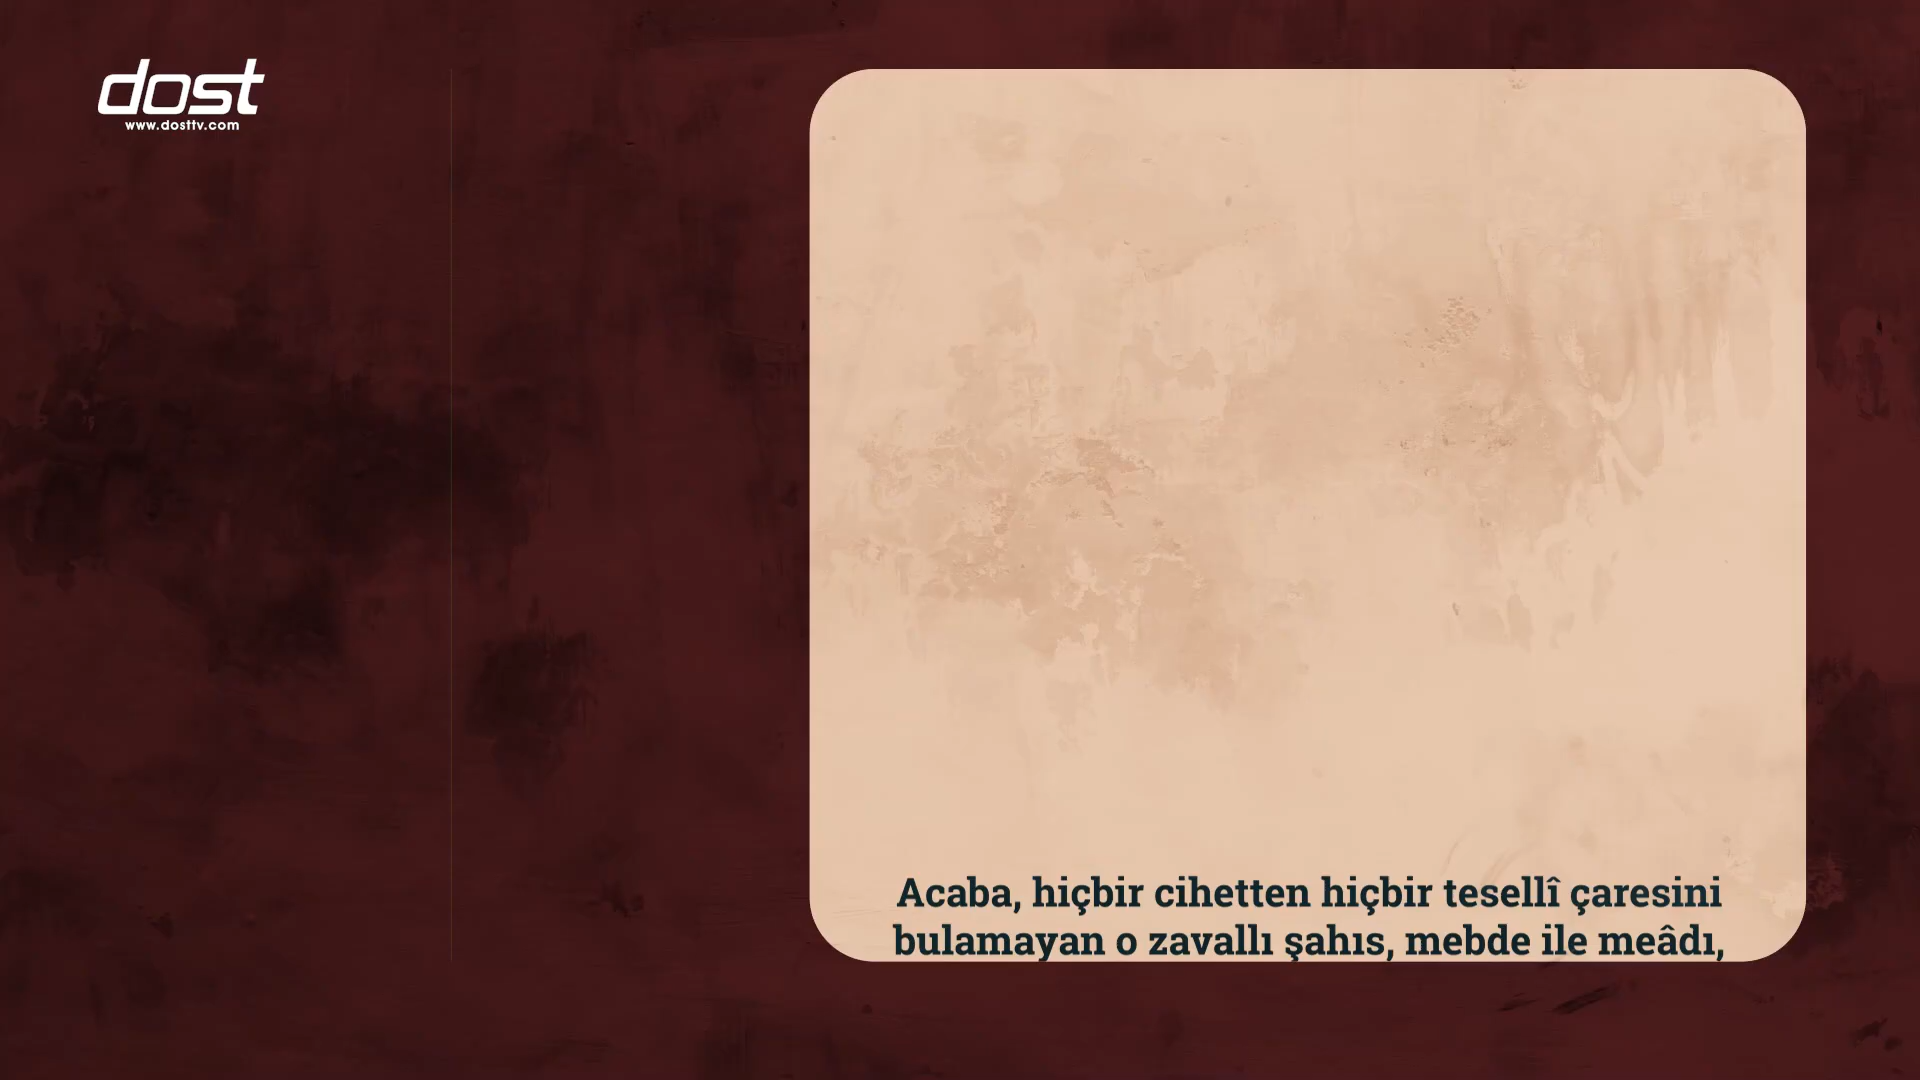 dost
www.dosttv.com
Acaba, hiçbir cihetten hiçbir tesellî çaresini
bulamayan o zavallı şahıs, mebde ile meâdı,